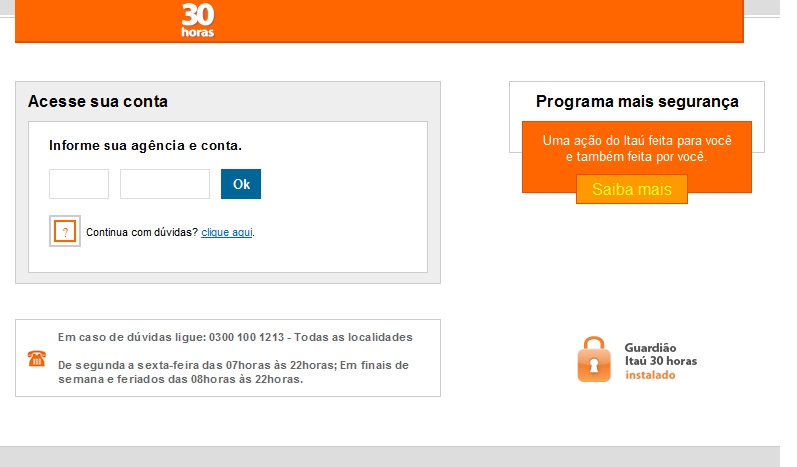 30
horas
Acesse sua conta
Informe sua agência e conta.
Ok
?
Continua com dúvidas? clique aqui.
Programa mais segurança
Uma ação do Itaú feita para você
e também feita por você.
Saiba mais
Em caso de dúvidas ligue: 0300 100 1213 - Todas as localidades
De segunda a sexta-feira das 07horas às 22horas; Em finais de
semana e feriados das 08horas às 22horas.
Guardião
Itaú 30 horas
instalado